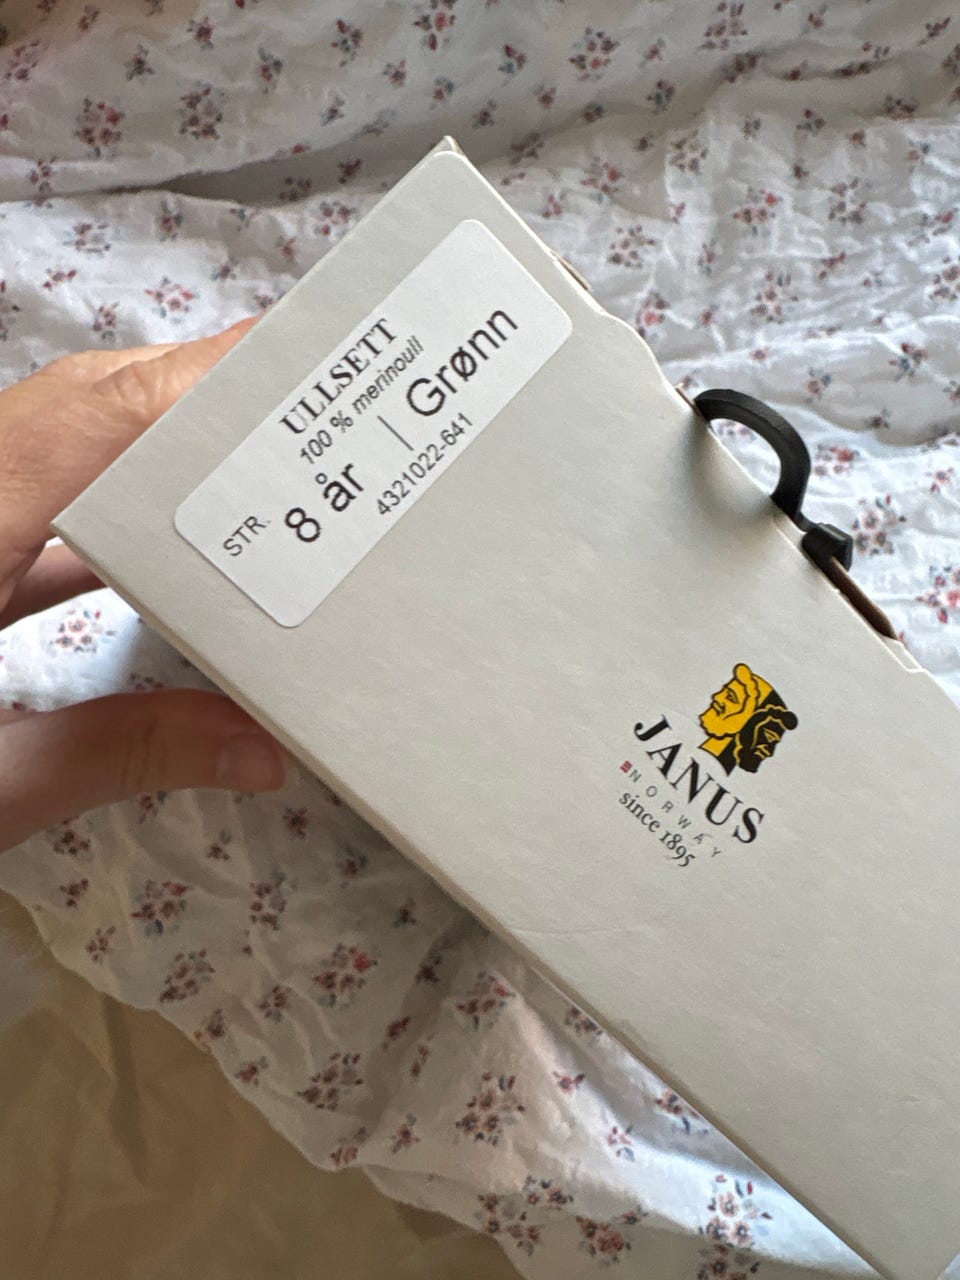 ULLSETT
100 % merinoull
STR. 8 år | Grønn
4321022-641
JANUS
NORWAY
since 1895